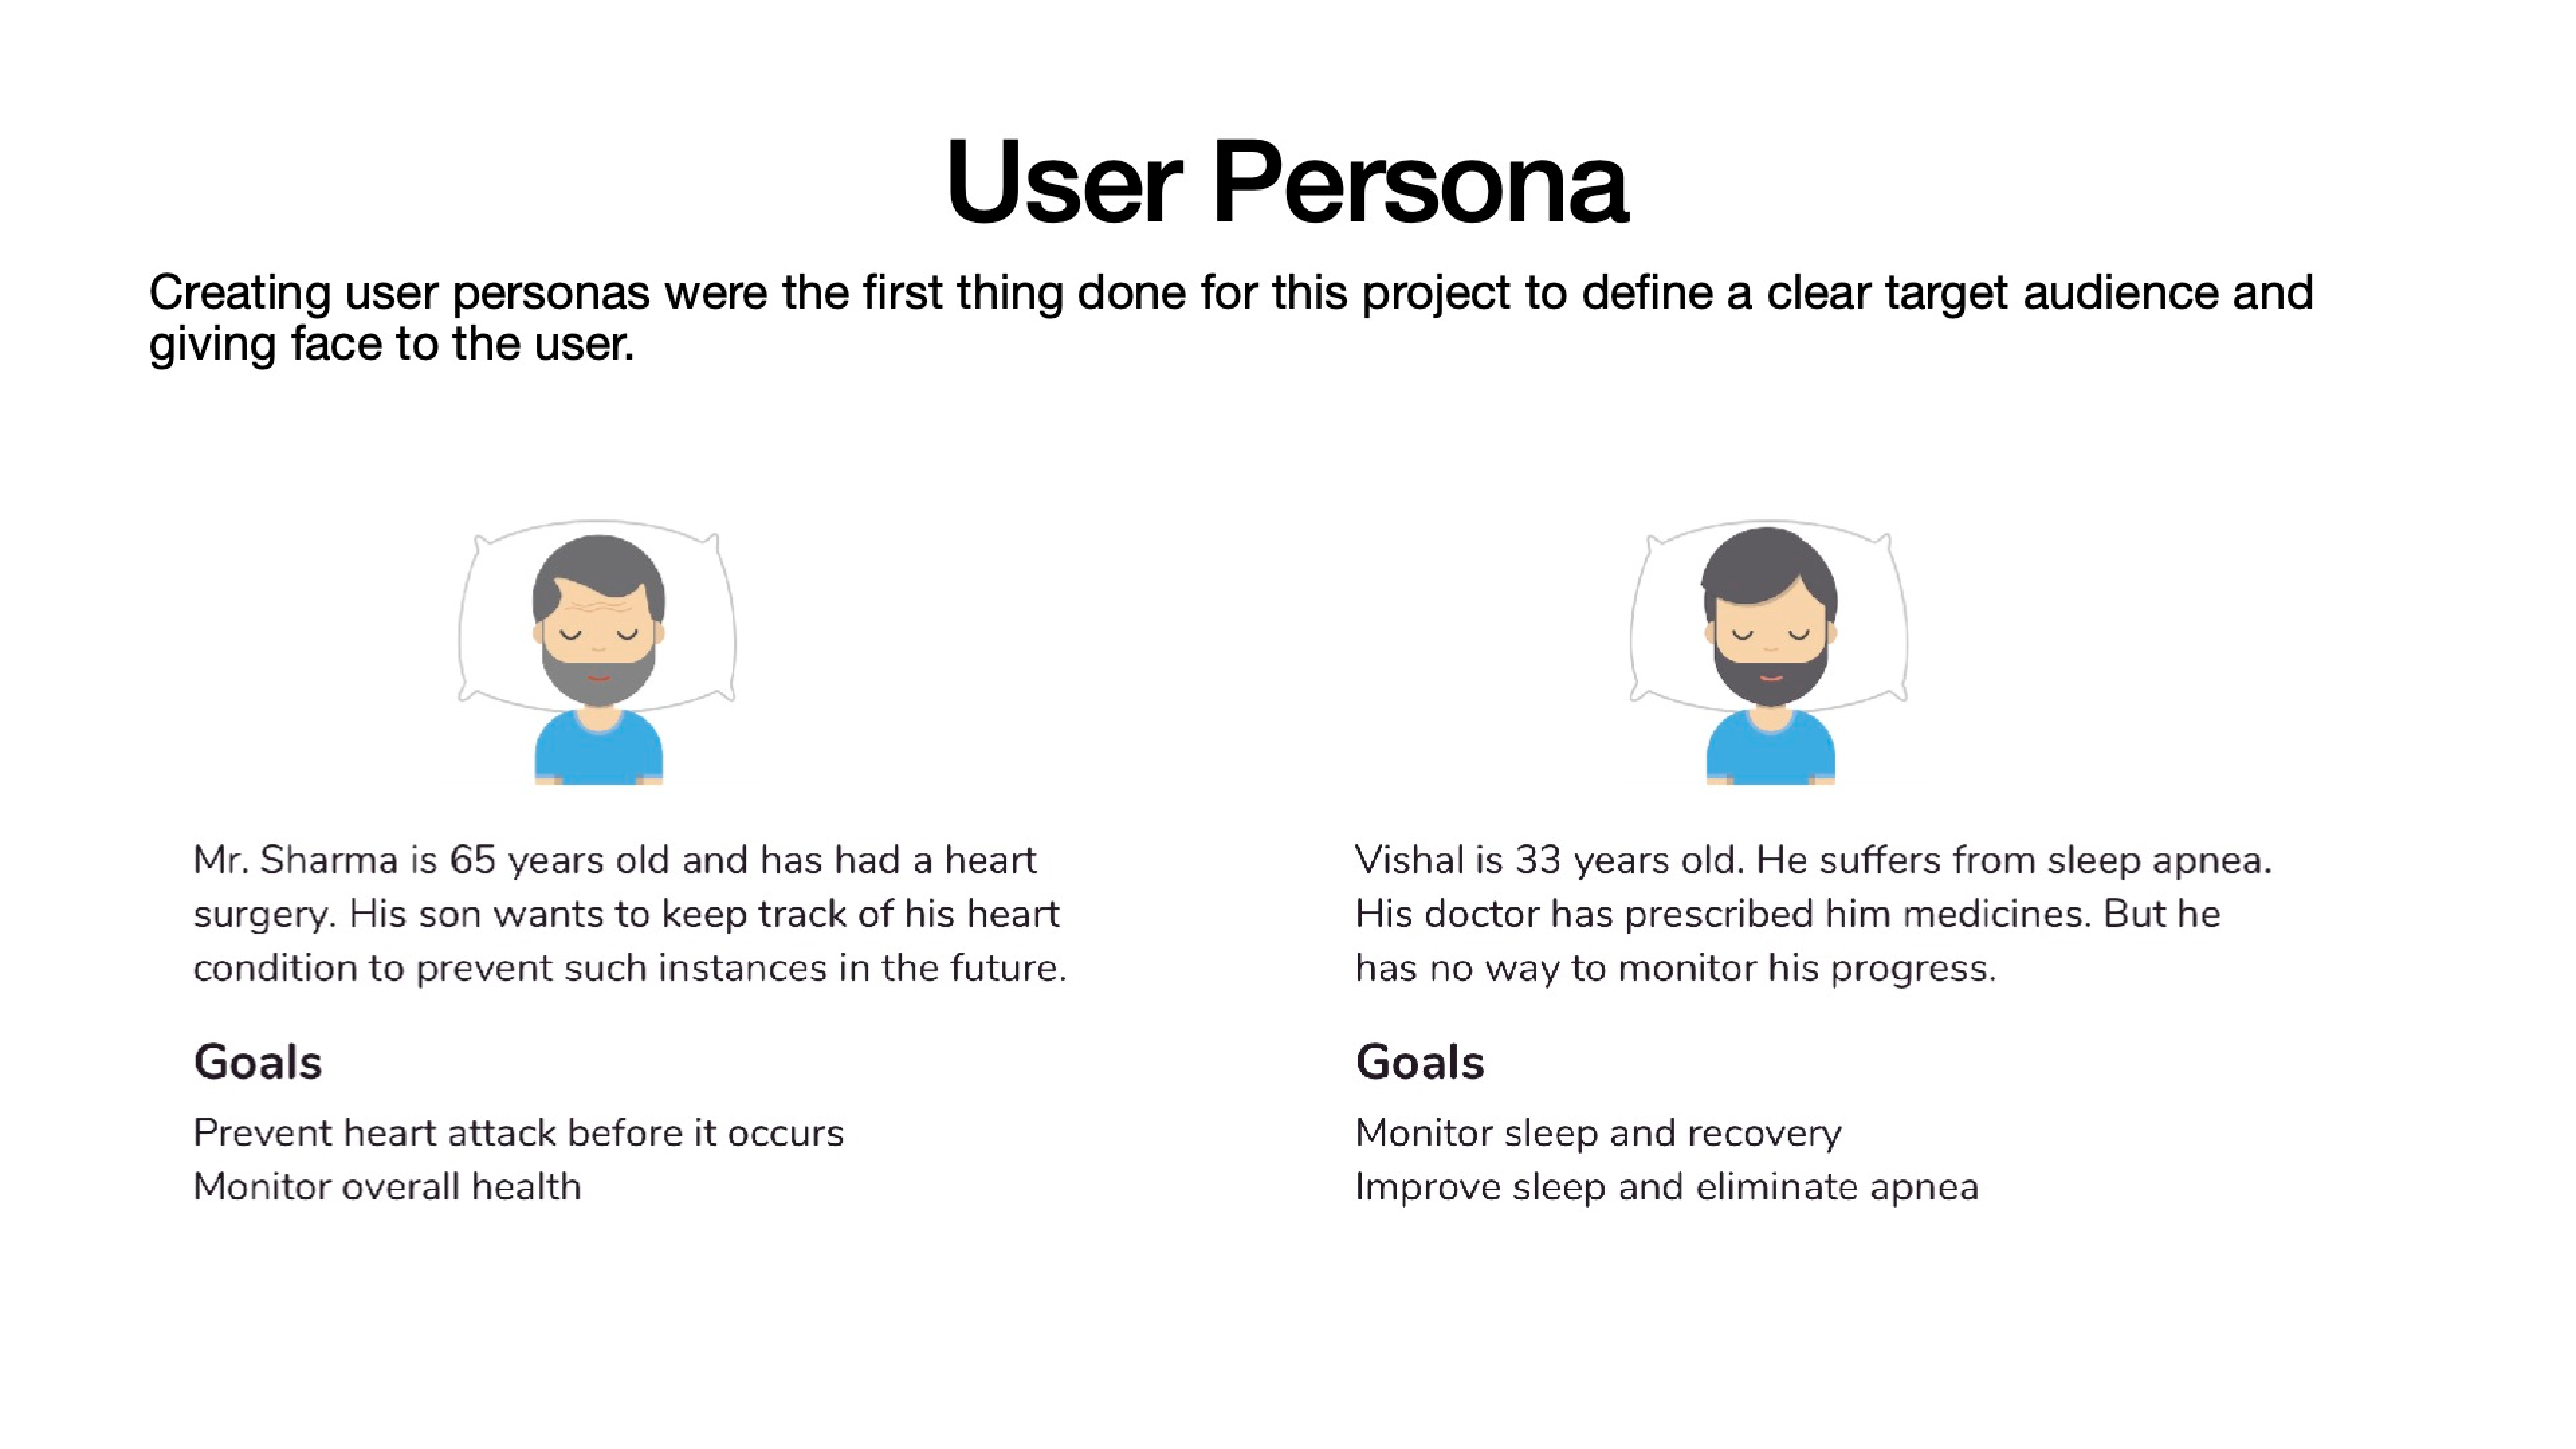 User Persona
Creating user personas were the first thing done for this project to define a clear target audience and
giving face to the user.
Mr. Sharma is 65 years old and has had a heart
surgery. His son wants to keep track of his heart
condition to prevent such instances in the future.
Goals
Prevent heart attack before it occurs
Monitor overall health
Vishal is 33 years old. He suffers from sleep apnea.
His doctor has prescribed him medicines. But he
has no way to monitor his progress.
Goals
Monitor sleep and recovery
Improve sleep and eliminate apnea